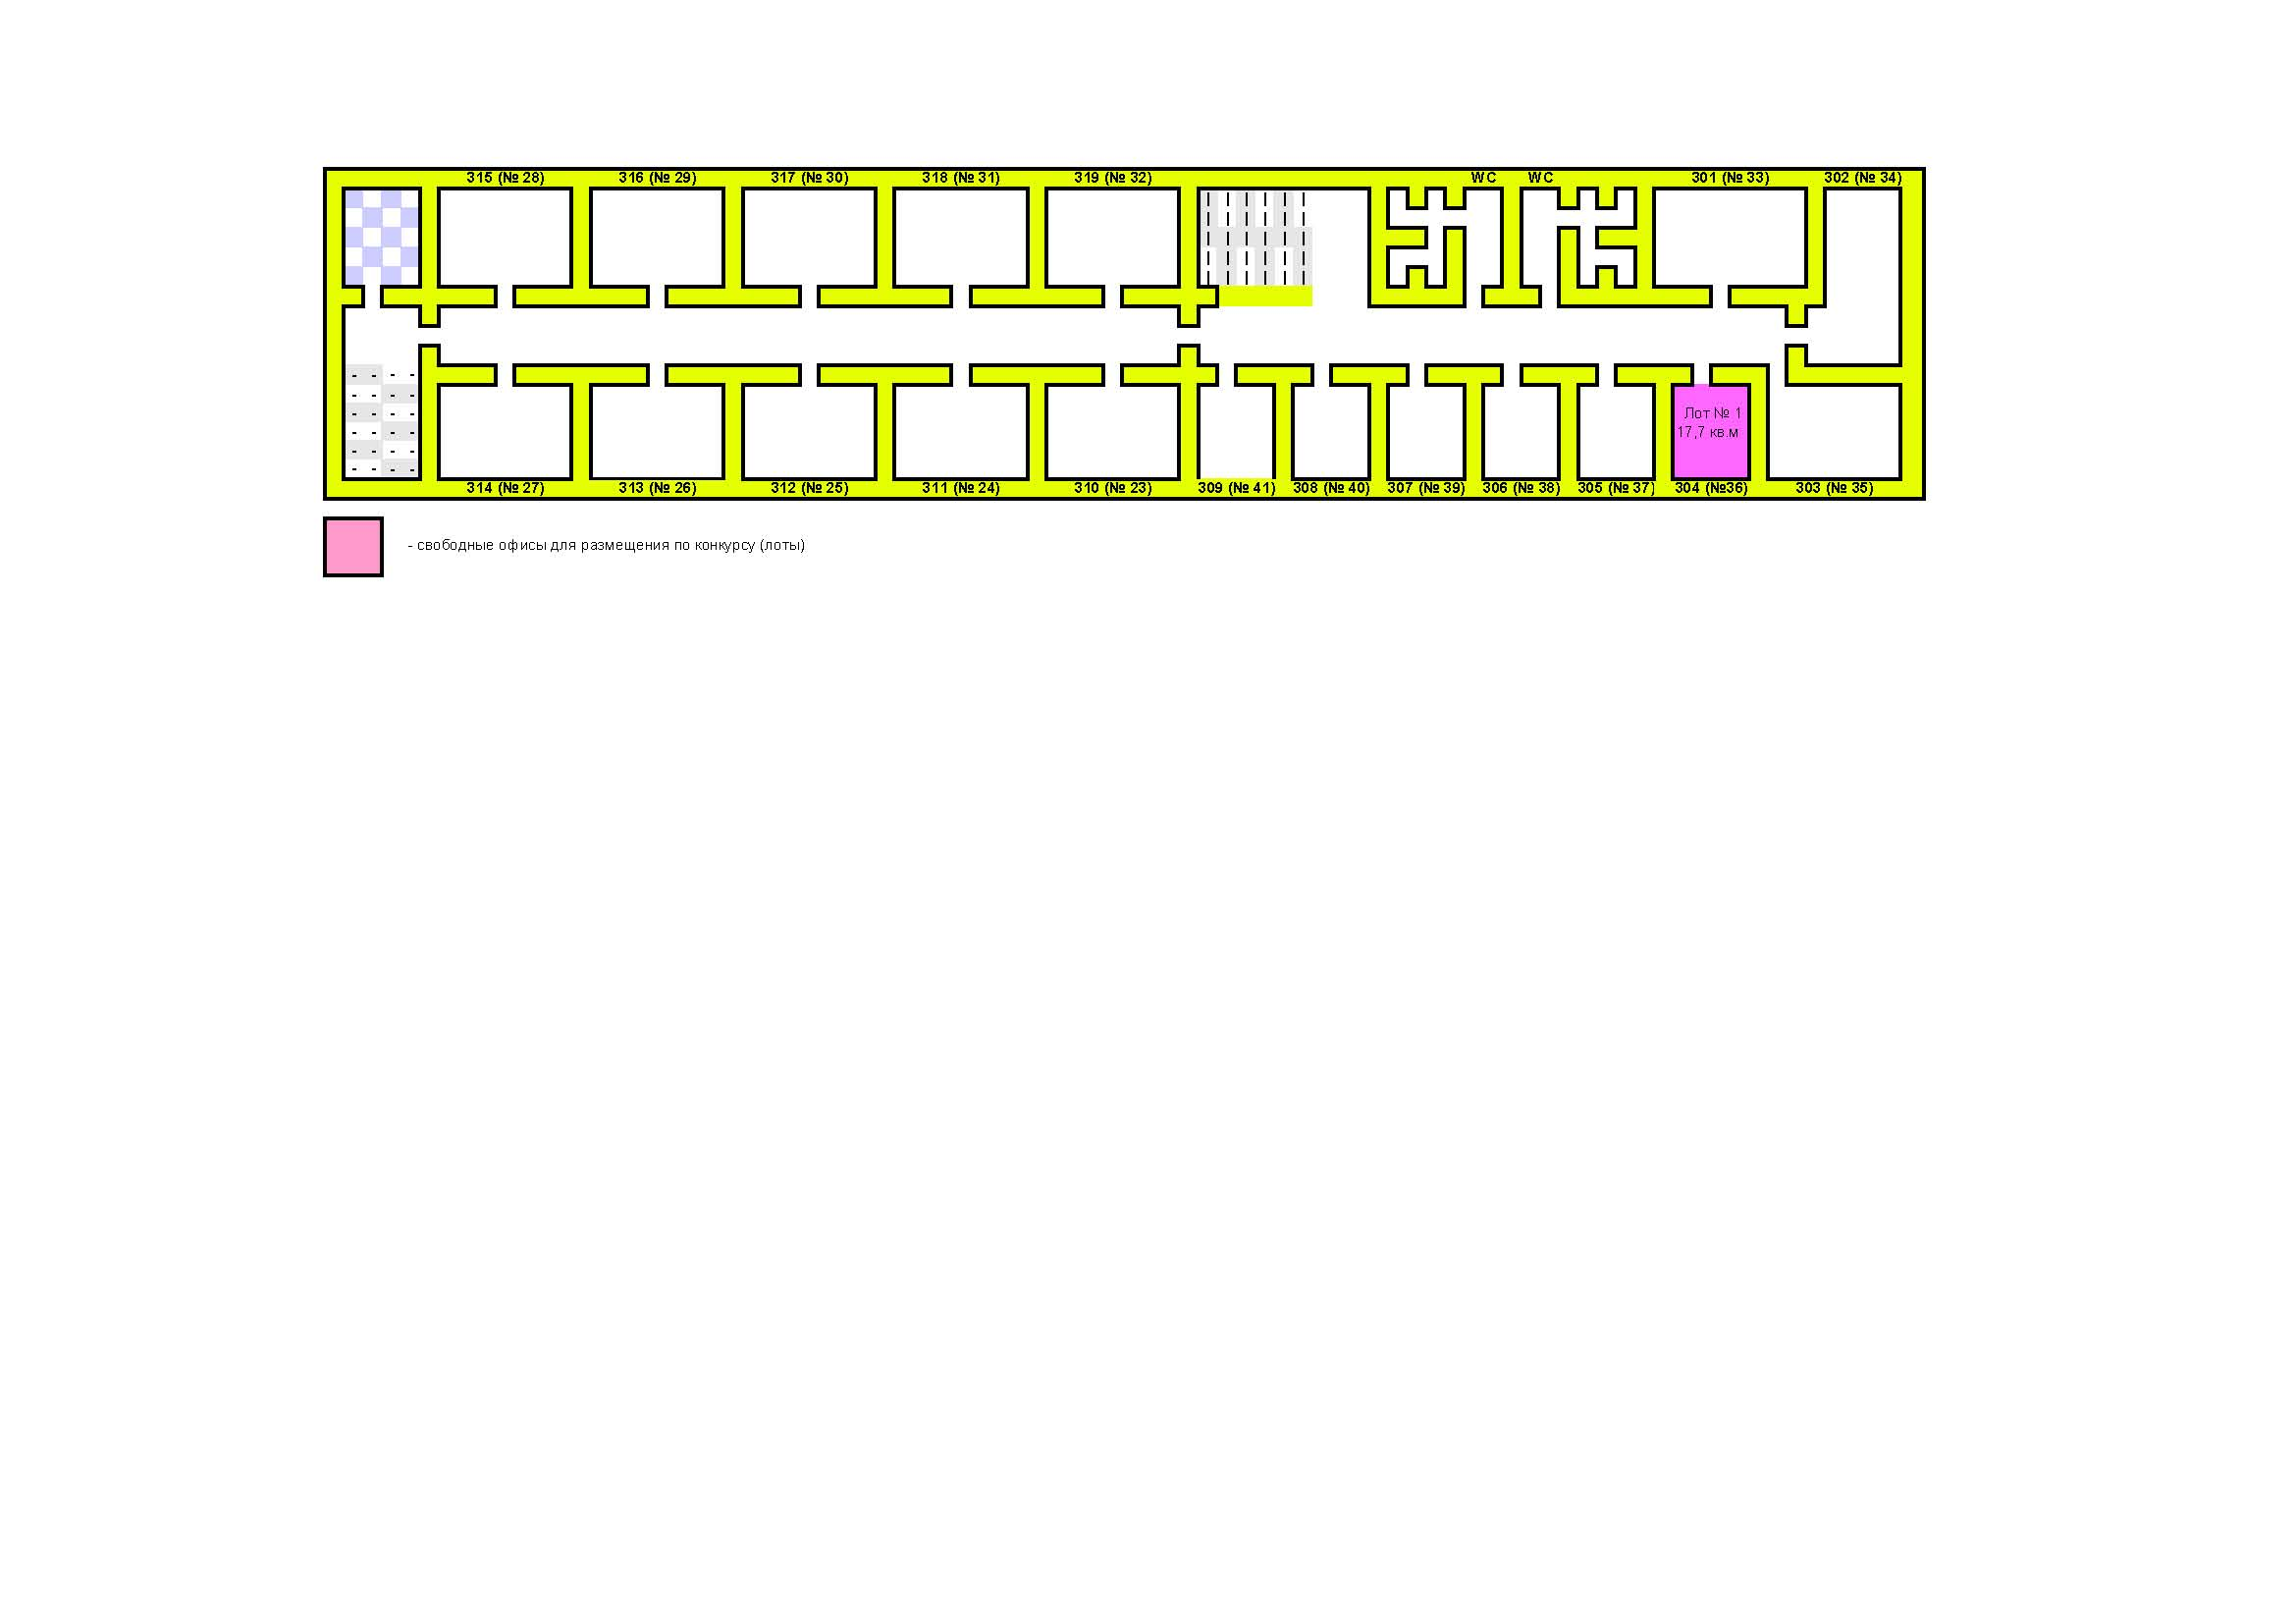 315 (№ 28) 316 (№ 29) 317 (№ 30) 318 (№ 31) 319 (№ 32) WC WC 301 (№ 33) 302 (№ 34)
Лот № 1
17,7 кв.м
314 (№ 27) 313 (№ 26) 312 (№ 25) 311 (№ 24) 310 (№ 23) 309 (№ 41) 308 (№ 40) 307 (№ 39) 306 (№ 38) 305 (№ 37) 304 (№36) 303 (№ 35)
- свободные офисы для размещения по конкурсу (лоты)